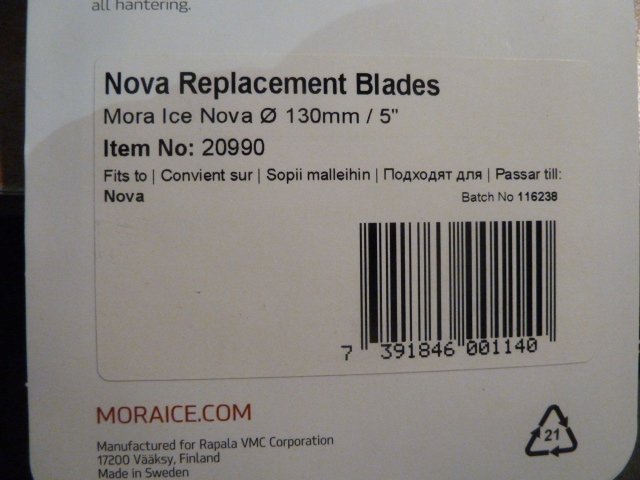 all hantering.
Nova Replacement Blades
Mora Ice Nova Ø 130mm / 5"
Item No: 20990
Fits to | Convient sur | Sopii malleihin | Подходят для | Passar till:
Nova
Batch No 116238
7 391846 001140
MORAICE.COM
Manufactured for Rapala VMC Corporation
17200 Vääksy, Finland
Made in Sweden
21